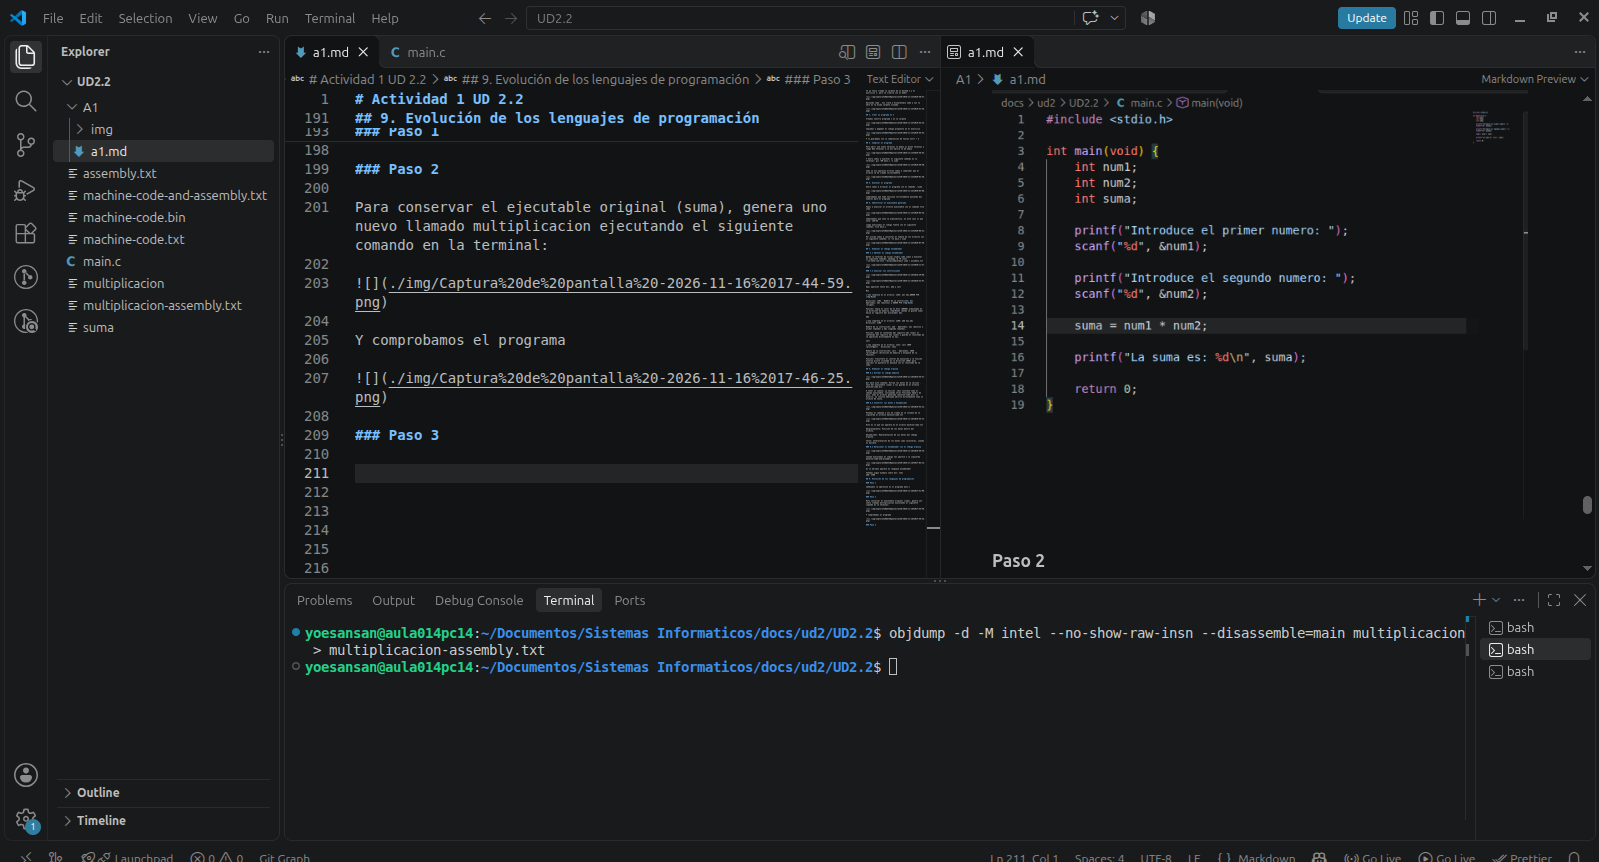 File Edit Selection View Go Run Terminal Help
UD2.2
Update
Explorer
UD2.2
A1
img
a1.md
assembly.txt
machine-code-and-assembly.txt
machine-code.bin
machine-code.txt
main.c
multiplicacion
multiplicacion-assembly.txt
suma
Outline
Timeline
1
a1.md
main.c
# Actividad 1 UD 2.2 > ## 9. Evolución de los lenguajes de programación > ### Paso 3
Text Editor
1 # Actividad 1 UD 2.2
191 ## 9. Evolución de los lenguajes de programación
193 ### Paso 1
198
199 ### Paso 2
200
201 Para conservar el ejecutable original (suma), genera uno
nuevo llamado multiplicacion ejecutando el siguiente
comando en la terminal:
202
203 ![](./img/Captura%20de%20pantalla%20-2026-11-16%2017-44-59.
png)
204
205 Y comprobamos el programa
206
207 ![](./img/Captura%20de%20pantalla%20-2026-11-16%2017-46-25.
png)
208
209 ### Paso 3
210
211
212
213
214
215
216
a1.md
A1 > a1.md
Markdown Preview
docs > ud2 > UD2.2 > C main.c > main(void)
1 #include <stdio.h>
2
3 int main(void) {
4 int num1;
5 int num2;
6 int suma;
7
8 printf("Introduce el primer numero: ");
9 scanf("%d", &num1);
10
11 printf("Introduce el segundo numero: ");
12 scanf("%d", &num2);
13
14 suma = num1 * num2;
15
16 printf("La suma es: %d\n", suma);
17
18 return 0;
19 }
Paso 2
Problems Output Debug Console Terminal Ports
yoesansan@aula014pc14:~/Documentos/Sistemas Informaticos/docs/ud2/UD2.2$ objdump -d -M intel --no-show-raw-insn --disassemble=main multiplicacion
> multiplicacion-assembly.txt
yoesansan@aula014pc14:~/Documentos/Sistemas Informaticos/docs/ud2/UD2.2$
bash
bash
bash
Launchpad 0 0 Git Graph
Ln 211, Col 1 Spaces: 4 UTF-8 LF { } Markdown Go Live Go Live Prettier